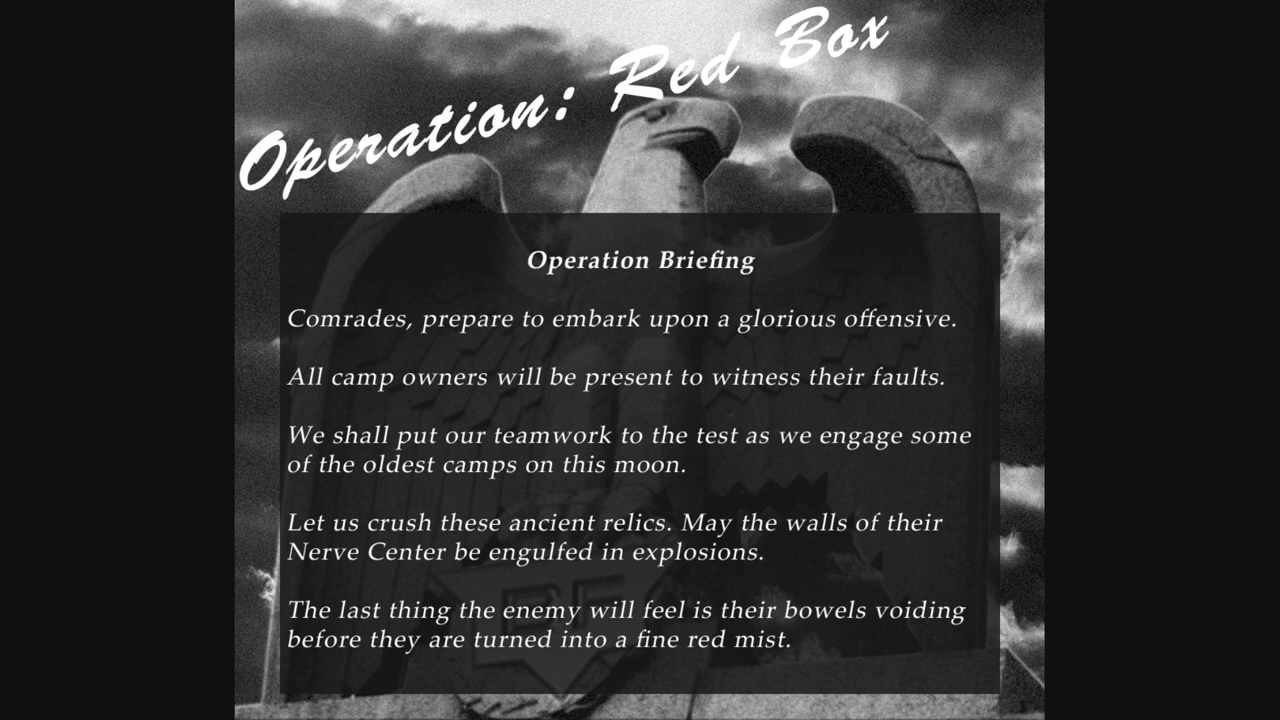 Operation: Red Box
Operation Briefing
Comrades, prepare to embark upon a glorious offensive.
All camp owners will be present to witness their faults.
We shall put our teamwork to the test as we engage some
of the oldest camps on this moon.
Let us crush these ancient relics. May the walls of their
Nerve Center be engulfed in explosions.
The last thing the enemy will feel is their bowels voiding
before they are turned into a fine red mist.